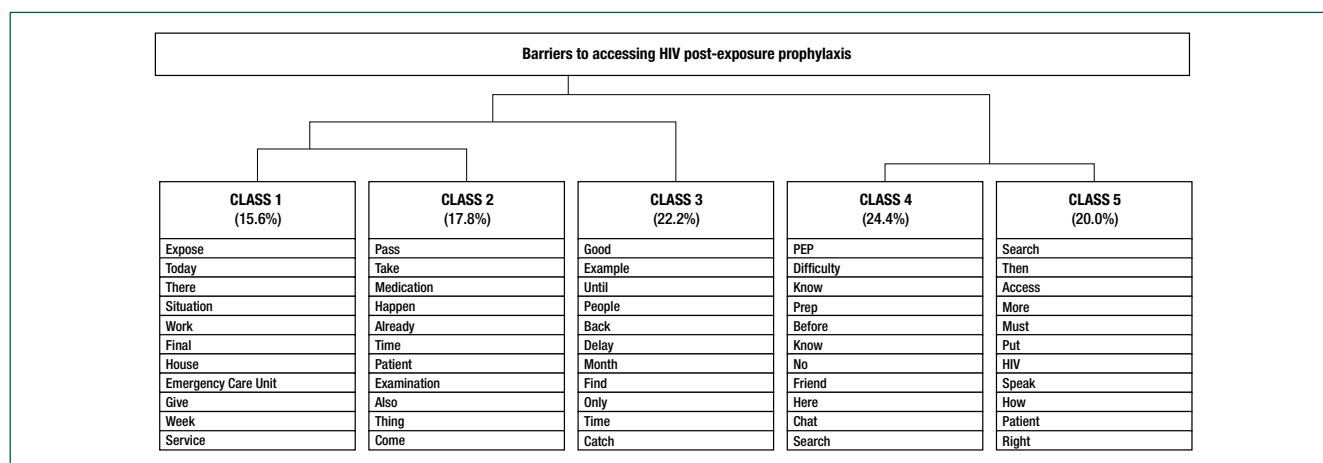 Barriers to accessing HIV post-exposure prophylaxis
CLASS 1
(15.6%)
Expose
Today
There
Situation
Work
Final
House
Emergency Care Unit
Give
Week
Service
CLASS 2
(17.8%)
Pass
Take
Medication
Happen
Already
Time
Patient
Examination
Also
Thing
Come
CLASS 3
(22.2%)
Good
Example
Until
People
Back
Delay
Month
Find
Only
Time
Catch
CLASS 4
(24.4%)
PEP
Difficulty
Know
Prep
Before
Know
No
Friend
Here
Chat
Search
CLASS 5
(20.0%)
Search
Then
Access
More
Must
Put
HIV
Speak
How
Patient
Right